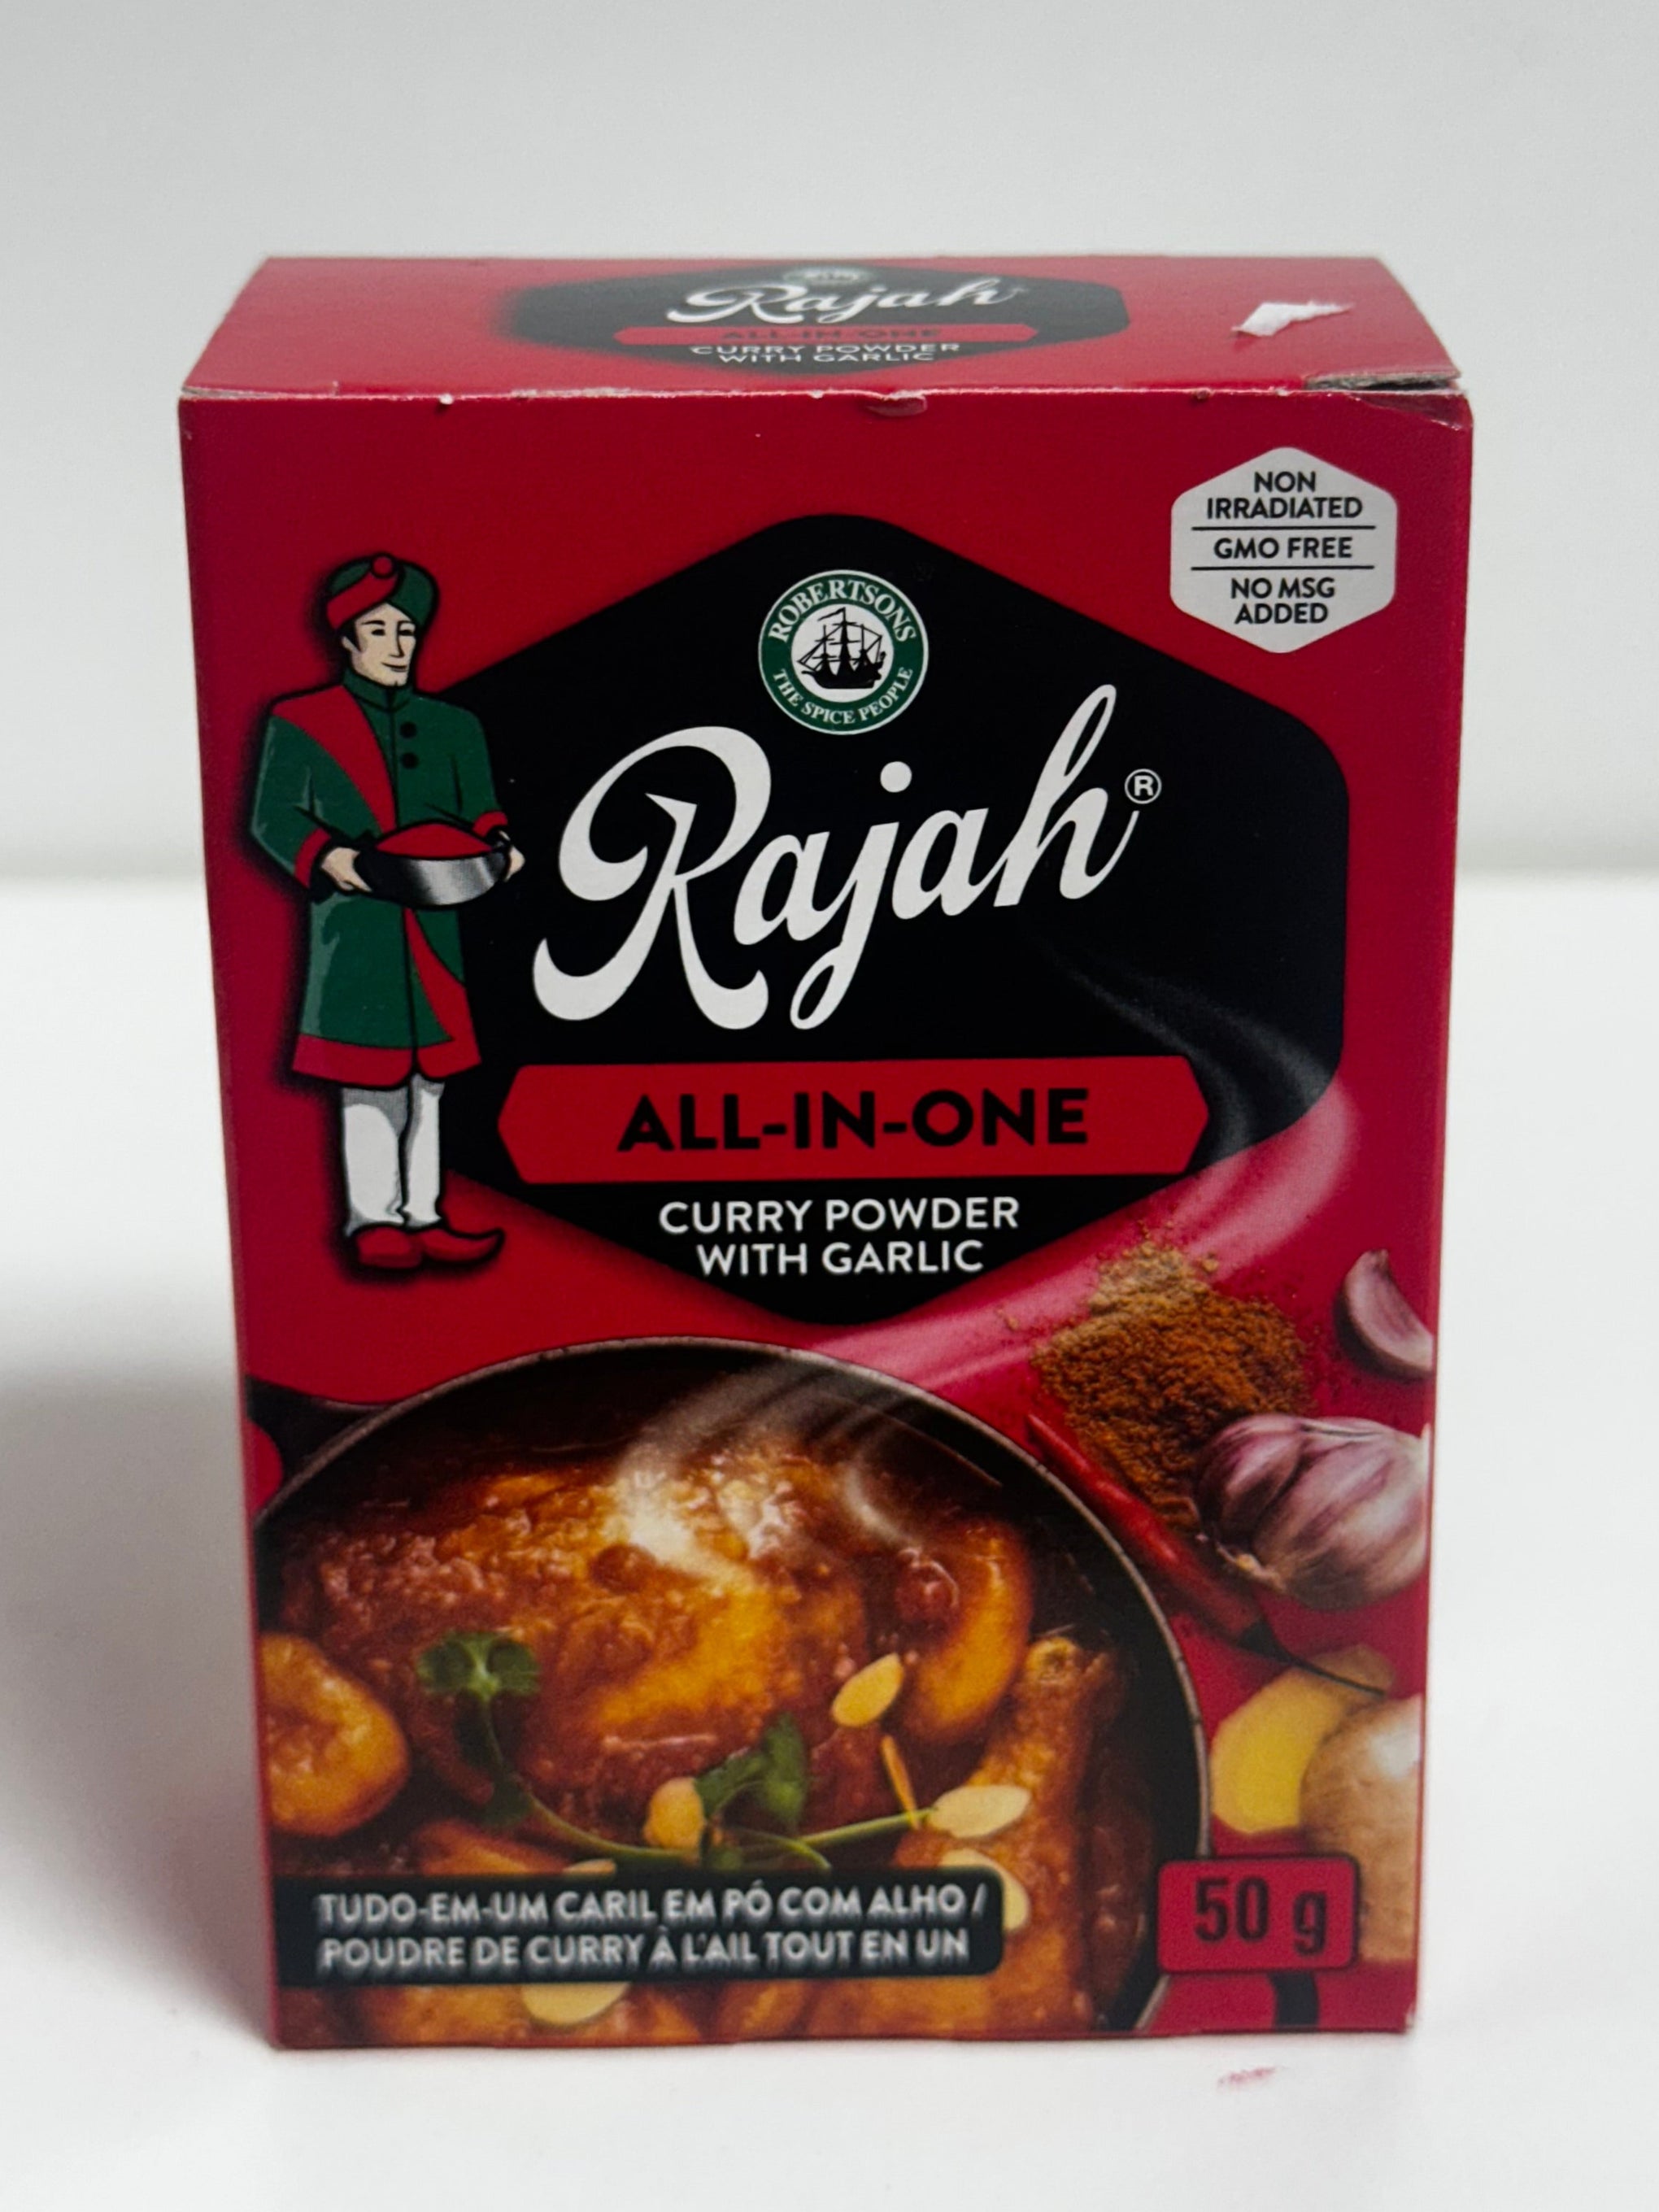 Rajah
ALL-IN-ONE
CURRY POWDER
WITH GARLIC
NON
IRRADIATED
GMO FREE
NO MSG
ADDED
ROBERTSONS
THE SPICE PEOPLE
Rajah®
ALL-IN-ONE
CURRY POWDER
WITH GARLIC
TUDO-EM-UM CARIL EM PÓ COM ALHO /
POUDRE DE CURRY À L'AIL TOUT EN UN
50 g